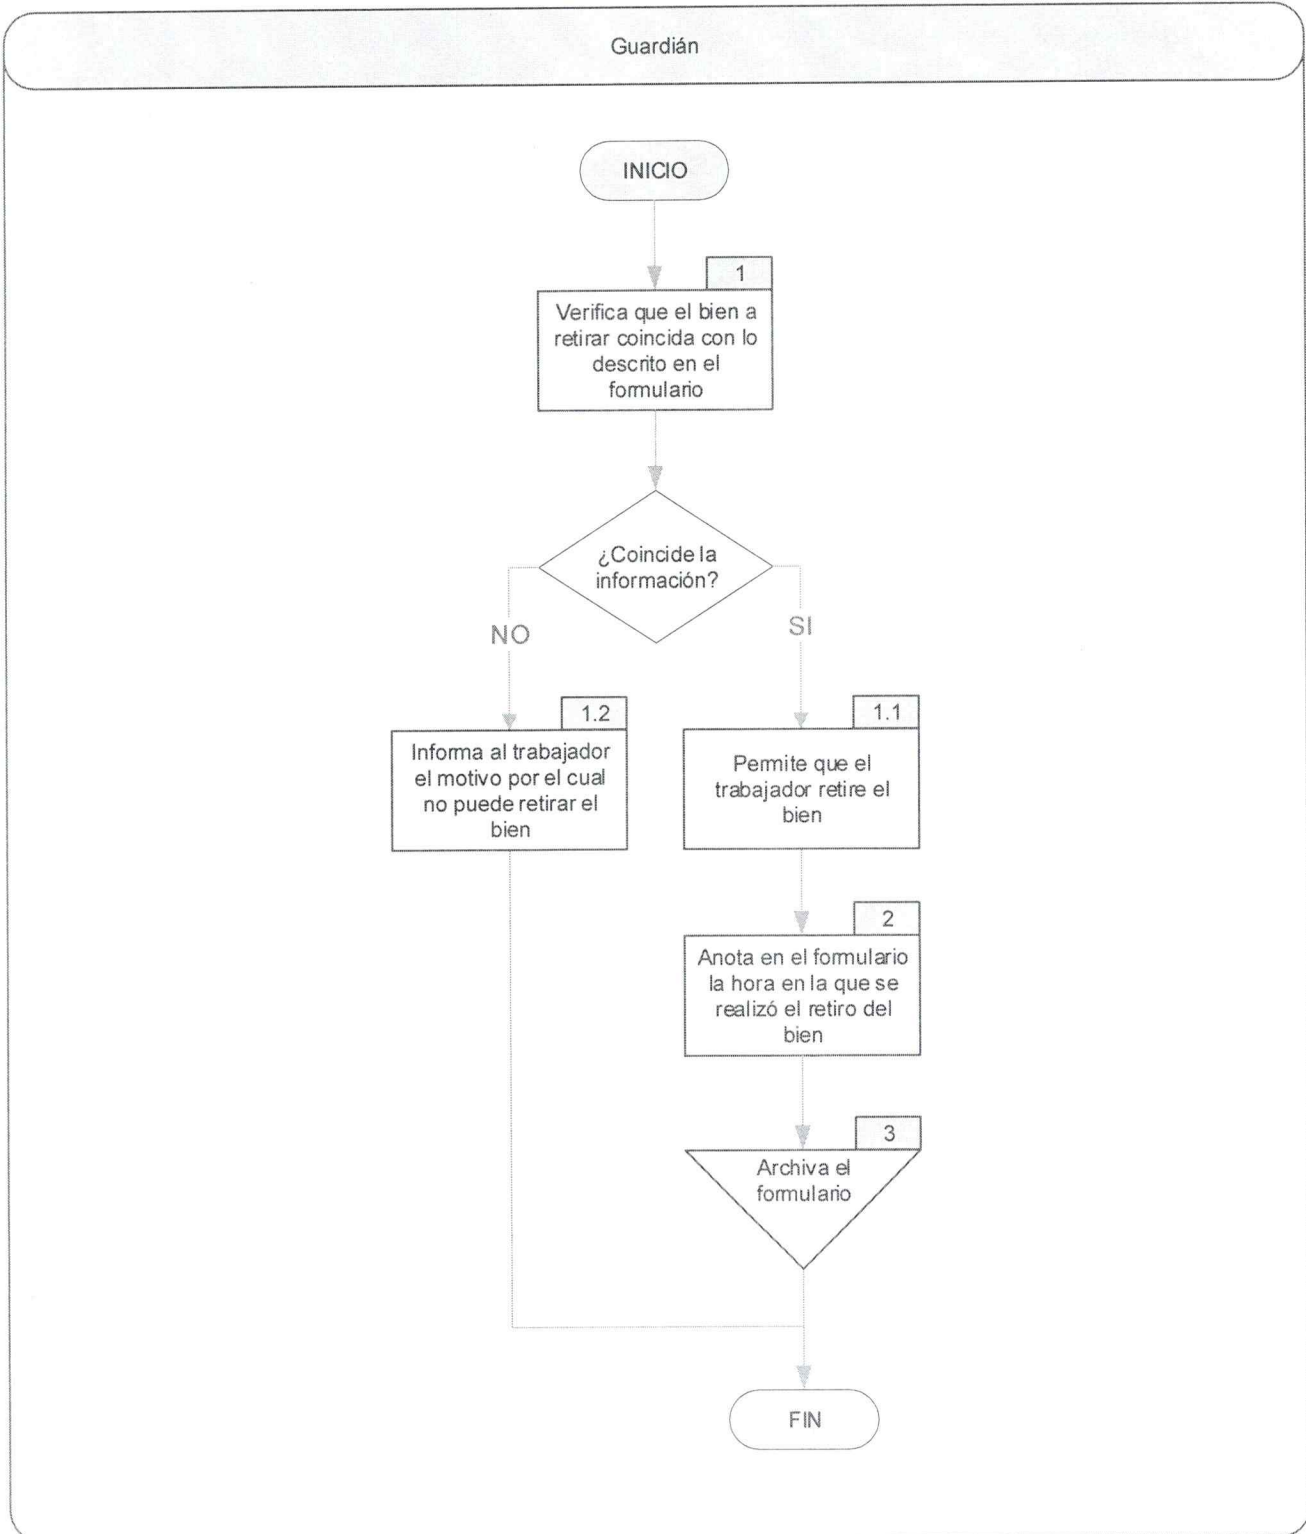 Guardián
INICIO
1
Verifica que el bien a
retirar coincida con lo
descrito en el
formulario
¿Coincide la
información?
NO
SI
1.2
Informa al trabajador
el motivo por el cual
no puede retirar el
bien
1.1
Permite que el
trabajador retire el
bien
2
Anota en el formulario
la hora en la que se
realizó el retiro del
bien
3
Archiva el
formulario
FIN